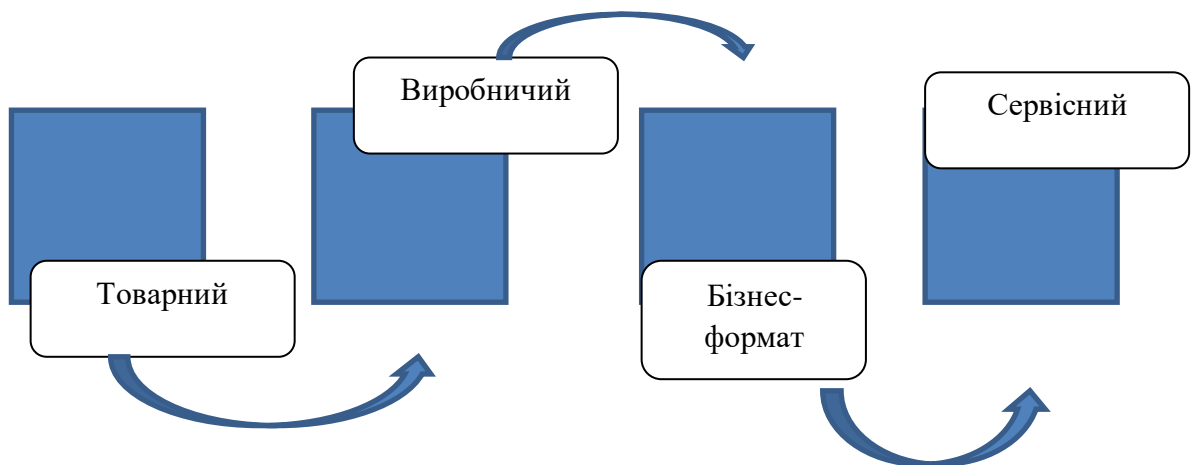 Товарний
Виробничий
Бізнес-
формат
Сервісний